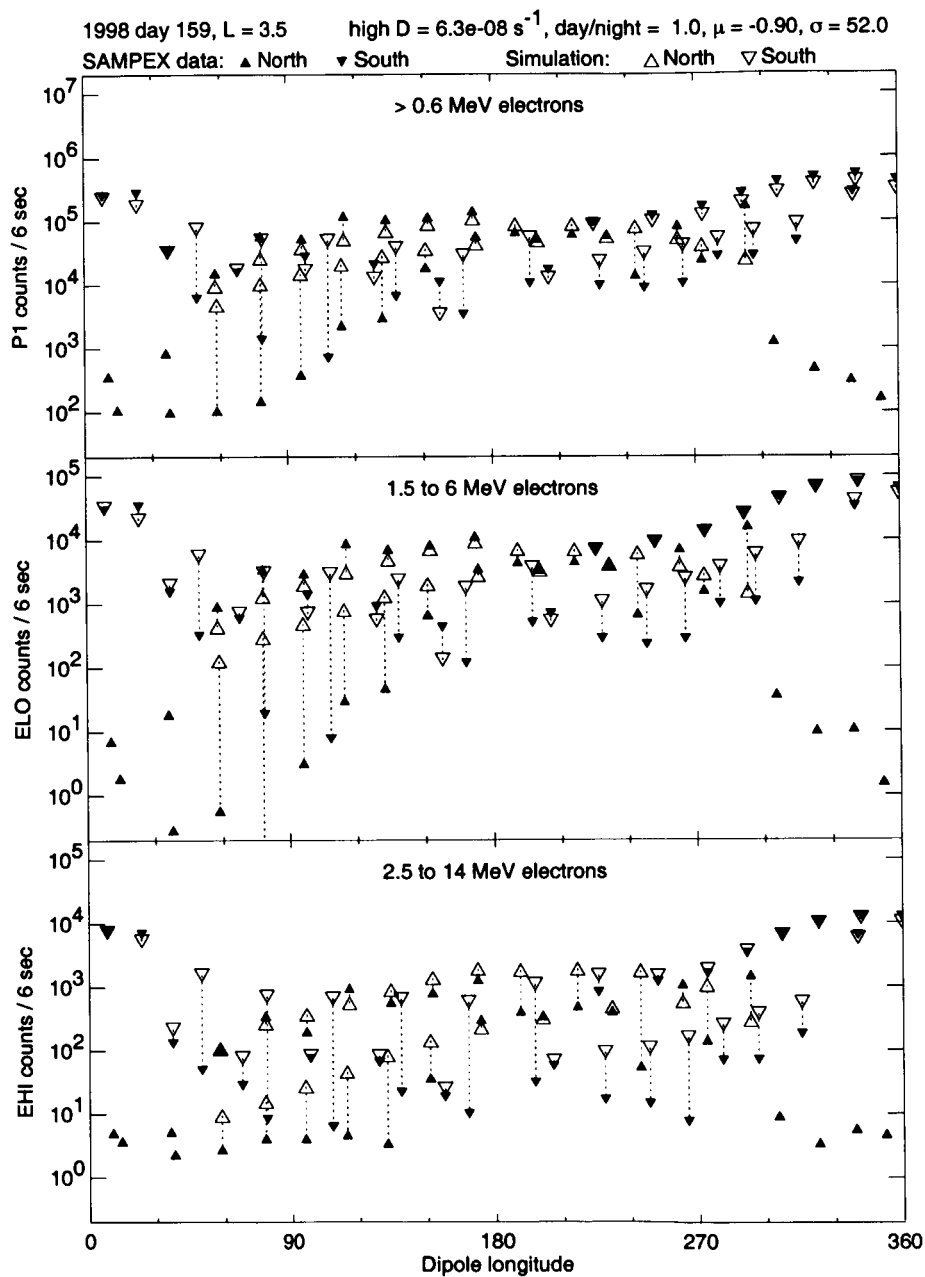 1998 day 159, L = 3.5 high D = 6.3e-08 s⁻¹, day/night = 1.0, μ = -0.90, σ = 52.0
SAMPEX data: ▲ North ▼ South Simulation: △ North ▽ South
> 0.6 MeV electrons
P1 counts / 6 sec
10⁷
10⁶
10⁵
10⁴
10³
10²
1.5 to 6 MeV electrons
ELO counts / 6 sec
10⁵
10⁴
10³
10²
10¹
10⁰
2.5 to 14 MeV electrons
EHI counts / 6 sec
10⁵
10⁴
10³
10²
10¹
10⁰
0 90 180 270 360
Dipole longitude